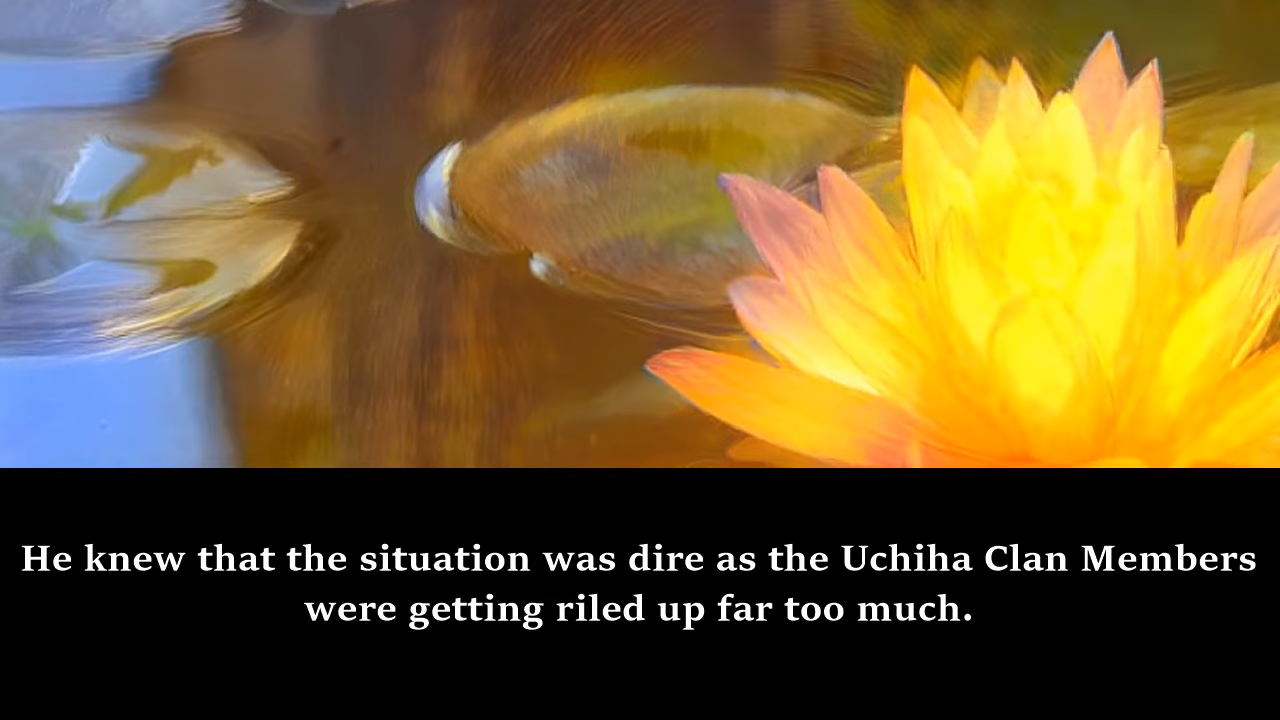 He knew that the situation was dire as the Uchiha Clan Members
were getting riled up far too much.